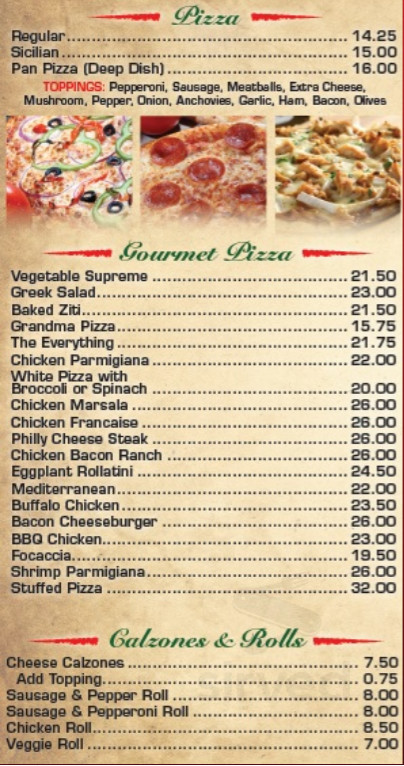 Pizza
Regular 14.25
Sicilian 15.00
Pan Pizza (Deep Dish) 16.00
TOPPINGS: Pepperoni, Sausage, Meatballs, Extra Cheese,
Mushroom, Pepper, Onion, Anchovies, Garlic, Ham, Bacon, Olives
Gourmet Pizza
Vegetable Supreme 21.50
Greek Salad 23.00
Baked Ziti 21.50
Grandma Pizza 15.75
The Everything 21.75
Chicken Parmigiana 22.00
White Pizza with
Broccoli or Spinach 20.00
Chicken Marsala 26.00
Chicken Francaise 26.00
Philly Cheese Steak 26.00
Chicken Bacon Ranch 26.00
Eggplant Rollatini 24.50
Mediterranean 22.00
Buffalo Chicken 23.50
Bacon Cheeseburger 26.00
BBQ Chicken 23.00
Focaccia 19.50
Shrimp Parmigiana 26.00
Stuffed Pizza 32.00
Calzones & Rolls
Cheese Calzones 7.50
Add Topping 0.75
Sausage & Pepper Roll 8.00
Sausage & Pepperoni Roll 8.00
Chicken Roll 8.50
Veggie Roll 7.00